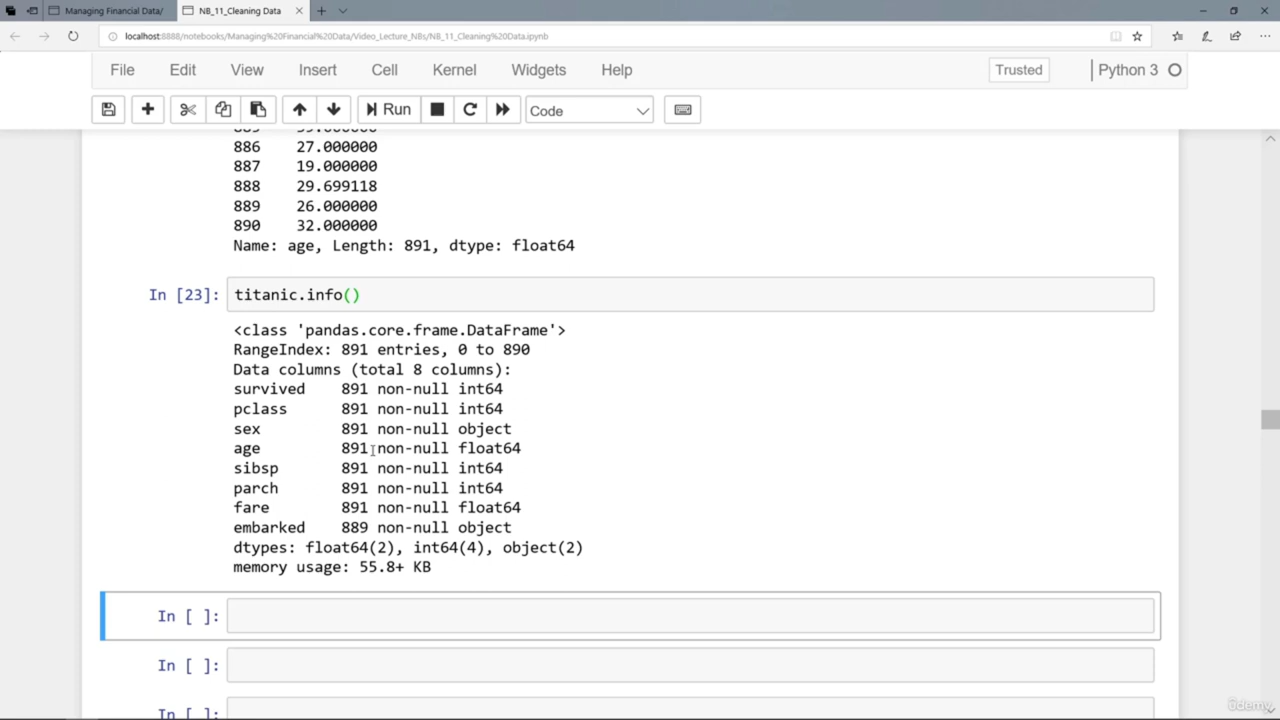 Managing Financial Data/
NB_11_Cleaning Data
localhost:8888/notebooks/Managing%20Financial%20Data/Video_Lecture_NBs/NB_11_Cleaning%20Data.ipynb
File Edit View Insert Cell Kernel Widgets Help Trusted Python 3
Run Code
886 27.000000
887 19.000000
888 29.699118
889 26.000000
890 32.000000
Name: age, Length: 891, dtype: float64
In [23]: titanic.info()
<class 'pandas.core.frame.DataFrame'>
RangeIndex: 891 entries, 0 to 890
Data columns (total 8 columns):
survived 891 non-null int64
pclass 891 non-null int64
sex 891 non-null object
age 891 non-null float64
sibsp 891 non-null int64
parch 891 non-null int64
fare 891 non-null float64
embarked 889 non-null object
dtypes: float64(2), int64(4), object(2)
memory usage: 55.8+ KB
In [ ]:
In [ ]:
In [ ]:
ûdemy